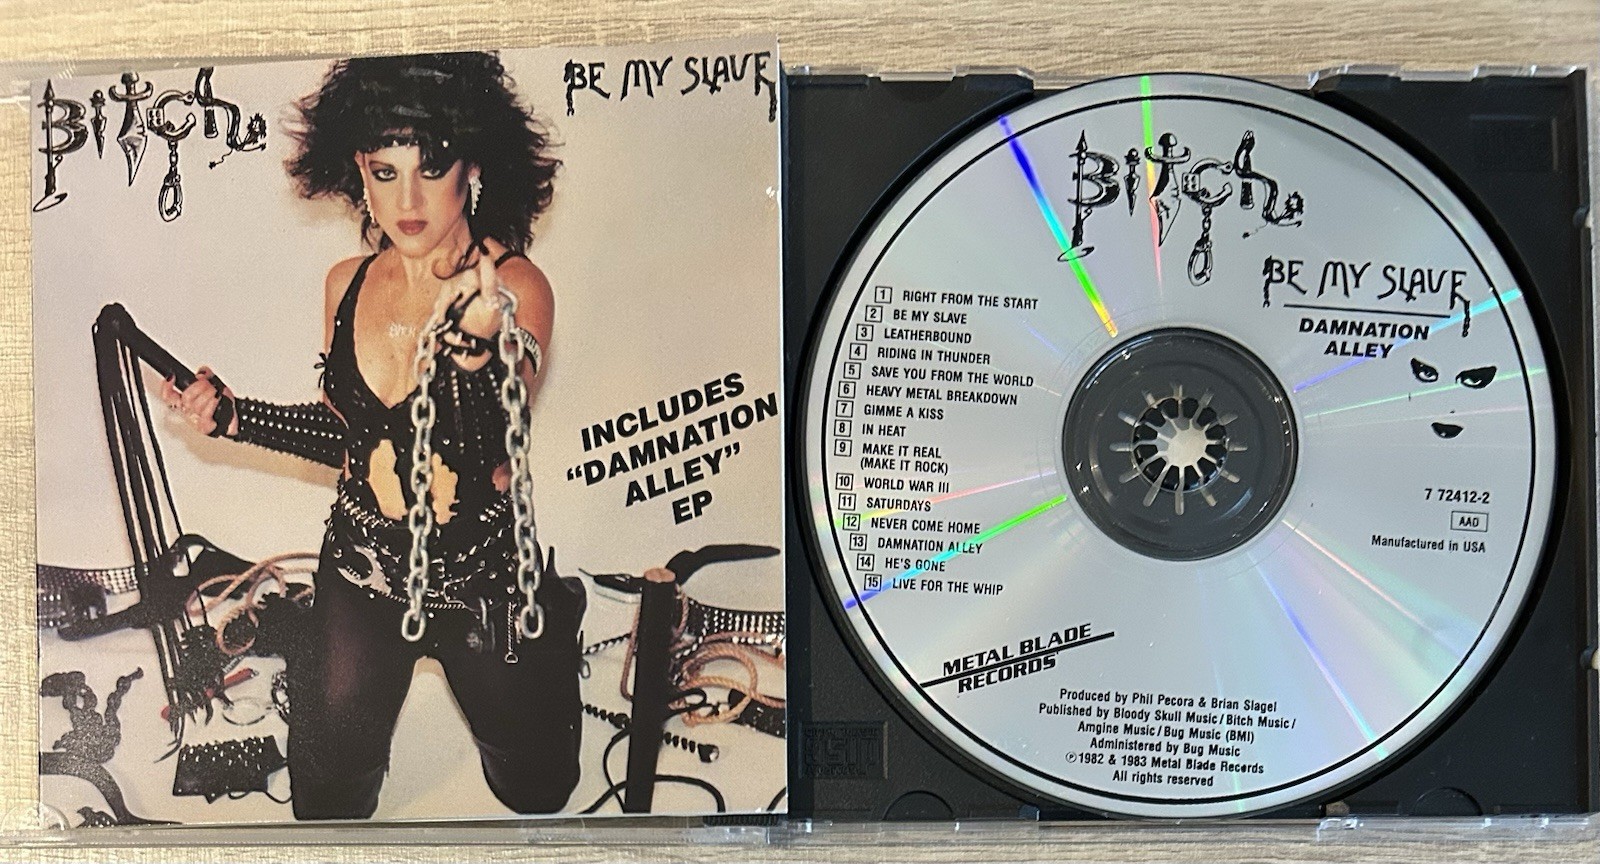 Bitch
BE MY SLAVE
BITCH
INCLUDES
"DAMNATION
ALLEY"
EP
Bitch
BE MY SLAVE
DAMNATION
ALLEY
1 RIGHT FROM THE START
2 BE MY SLAVE
3 LEATHERBOUND
4 RIDING IN THUNDER
5 SAVE YOU FROM THE WORLD
6 HEAVY METAL BREAKDOWN
7 GIMME A KISS
8 IN HEAT
9 MAKE IT REAL
(MAKE IT ROCK)
10 WORLD WAR III
11 SATURDAYS
12 NEVER COME HOME
13 DAMNATION ALLEY
14 HE'S GONE
15 LIVE FOR THE WHIP
7 72412-2
AAD
Manufactured in USA
METAL BLADE
RECORDS
Produced by Phil Pecora & Brian Slagel
Published by Bloody Skull Music/Bitch Music/
Amgine Music/Bug Music (BMI)
Administered by Bug Music
℗1982 & 1983 Metal Blade Records
All rights reserved